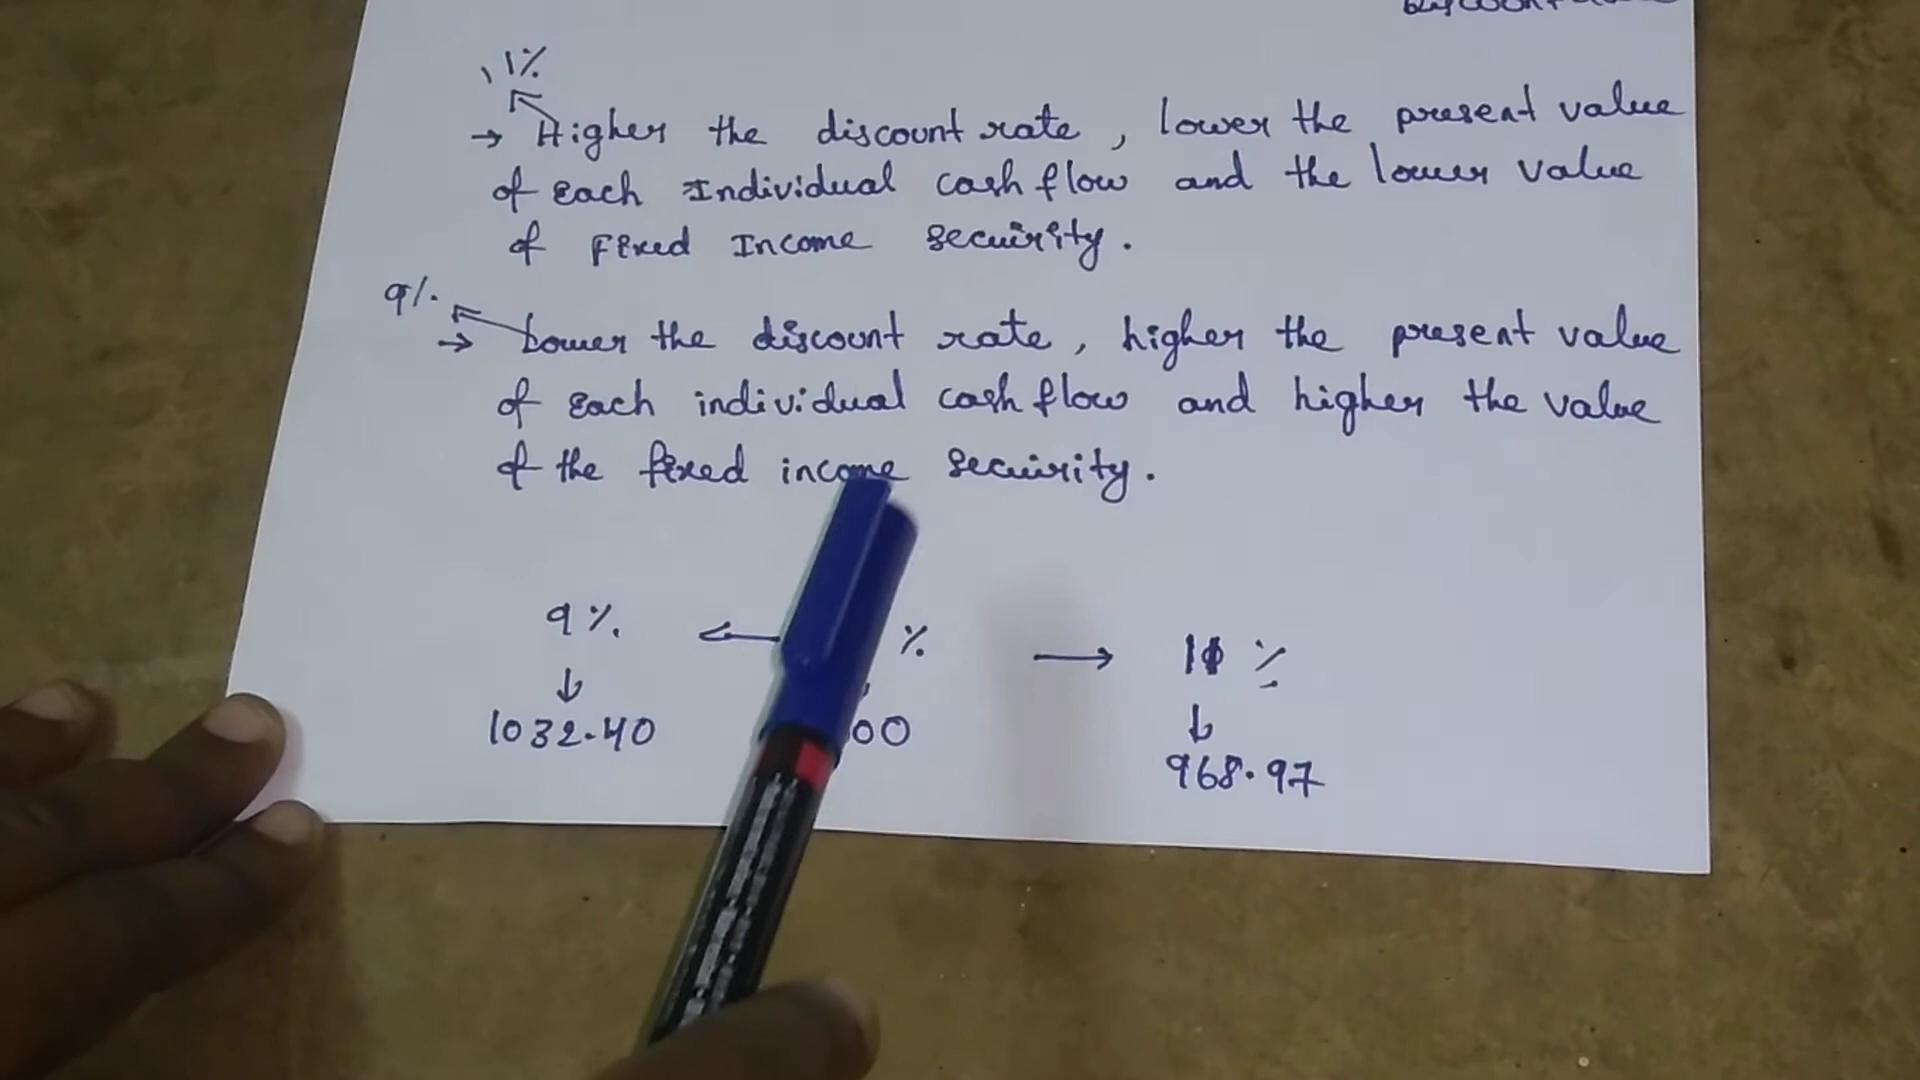 11%
→ Higher the discount rate, lower the present value
of Each Individual cash flow and the lower value
of Fixed Income Security.
9%.
→ Lower the discount rate, higher the present value
of Each individual cash flow and higher the value
of the fixed income Security.
9%. ← %. → 11 %
↓ ↓
1032.40 00 968.97